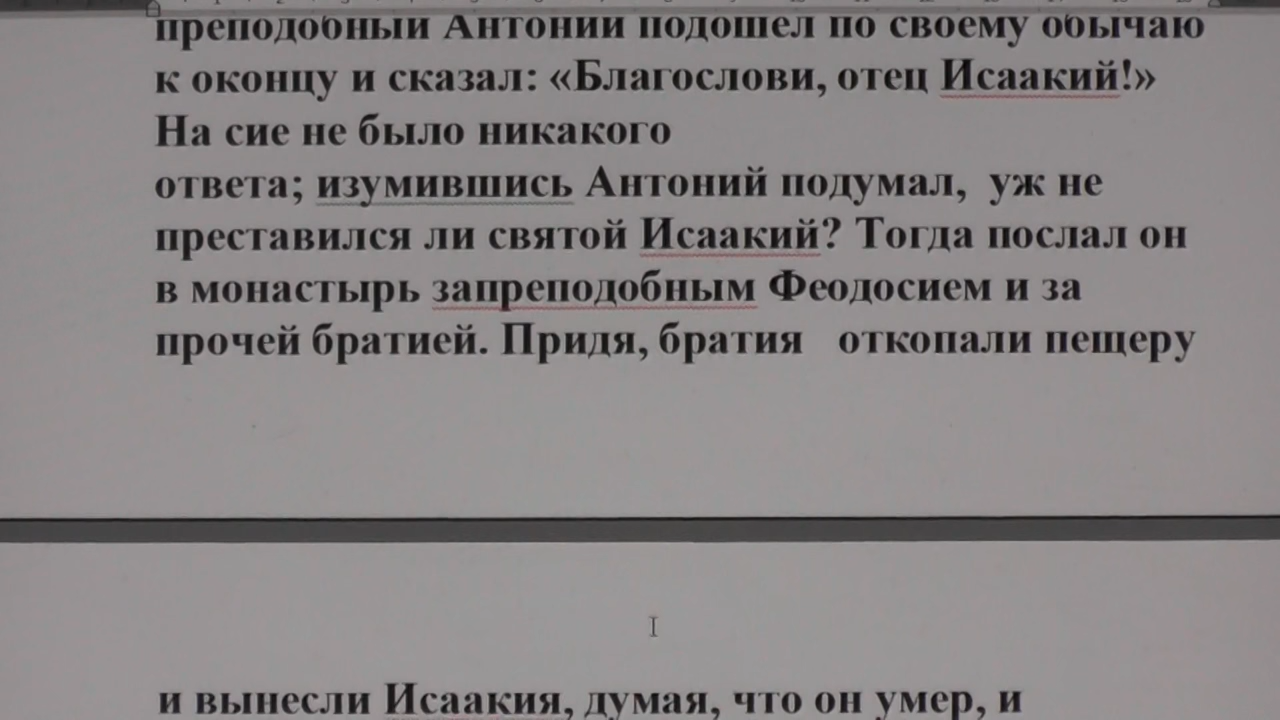 преподобный Антоний подошел по своему обычаю
к оконцу и сказал: «Благослови, отец Исаакий!»
На сие не было никакого
ответа; изумившись Антоний подумал,  уж не
преставился ли святой Исаакий? Тогда послал он
в монастырь запреподобным Феодосием и за
прочей братией. Придя, братия   откопали пещеру
и вынесли Исаакия, думая, что он умер, и